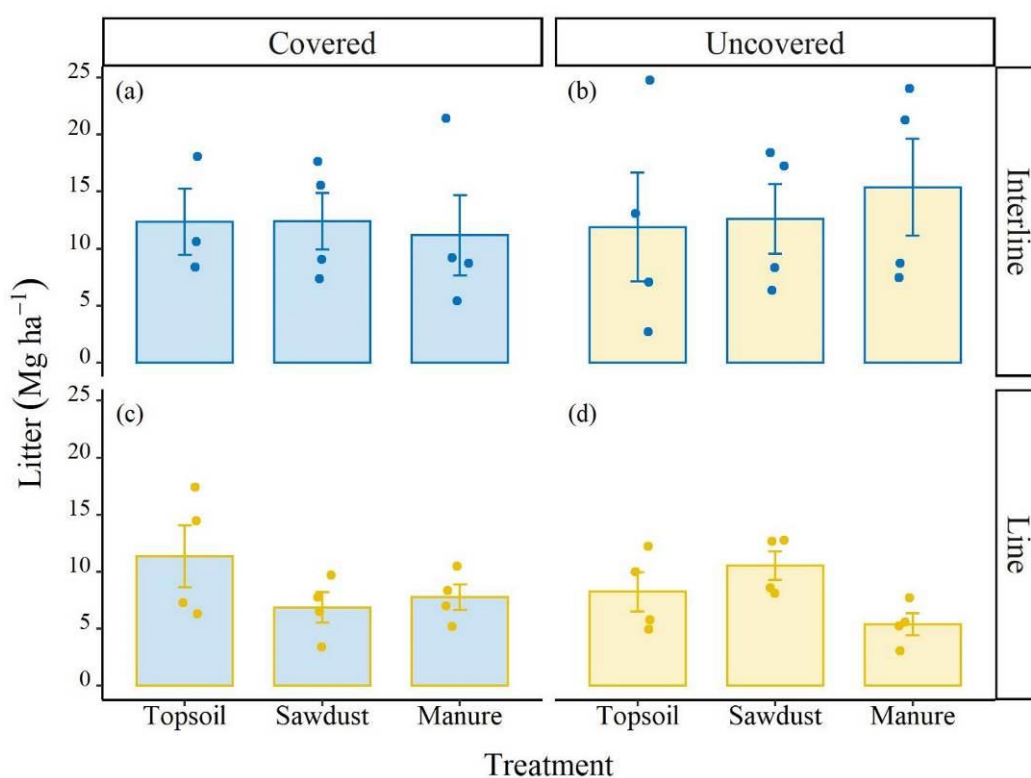 Covered
Uncovered
(a)
(b)
25
20
15
10
5
0
Interline
(c)
(d)
25
20
15
10
5
0
Line
Litter (Mg ha⁻¹)
Topsoil Sawdust Manure
Topsoil Sawdust Manure
Treatment